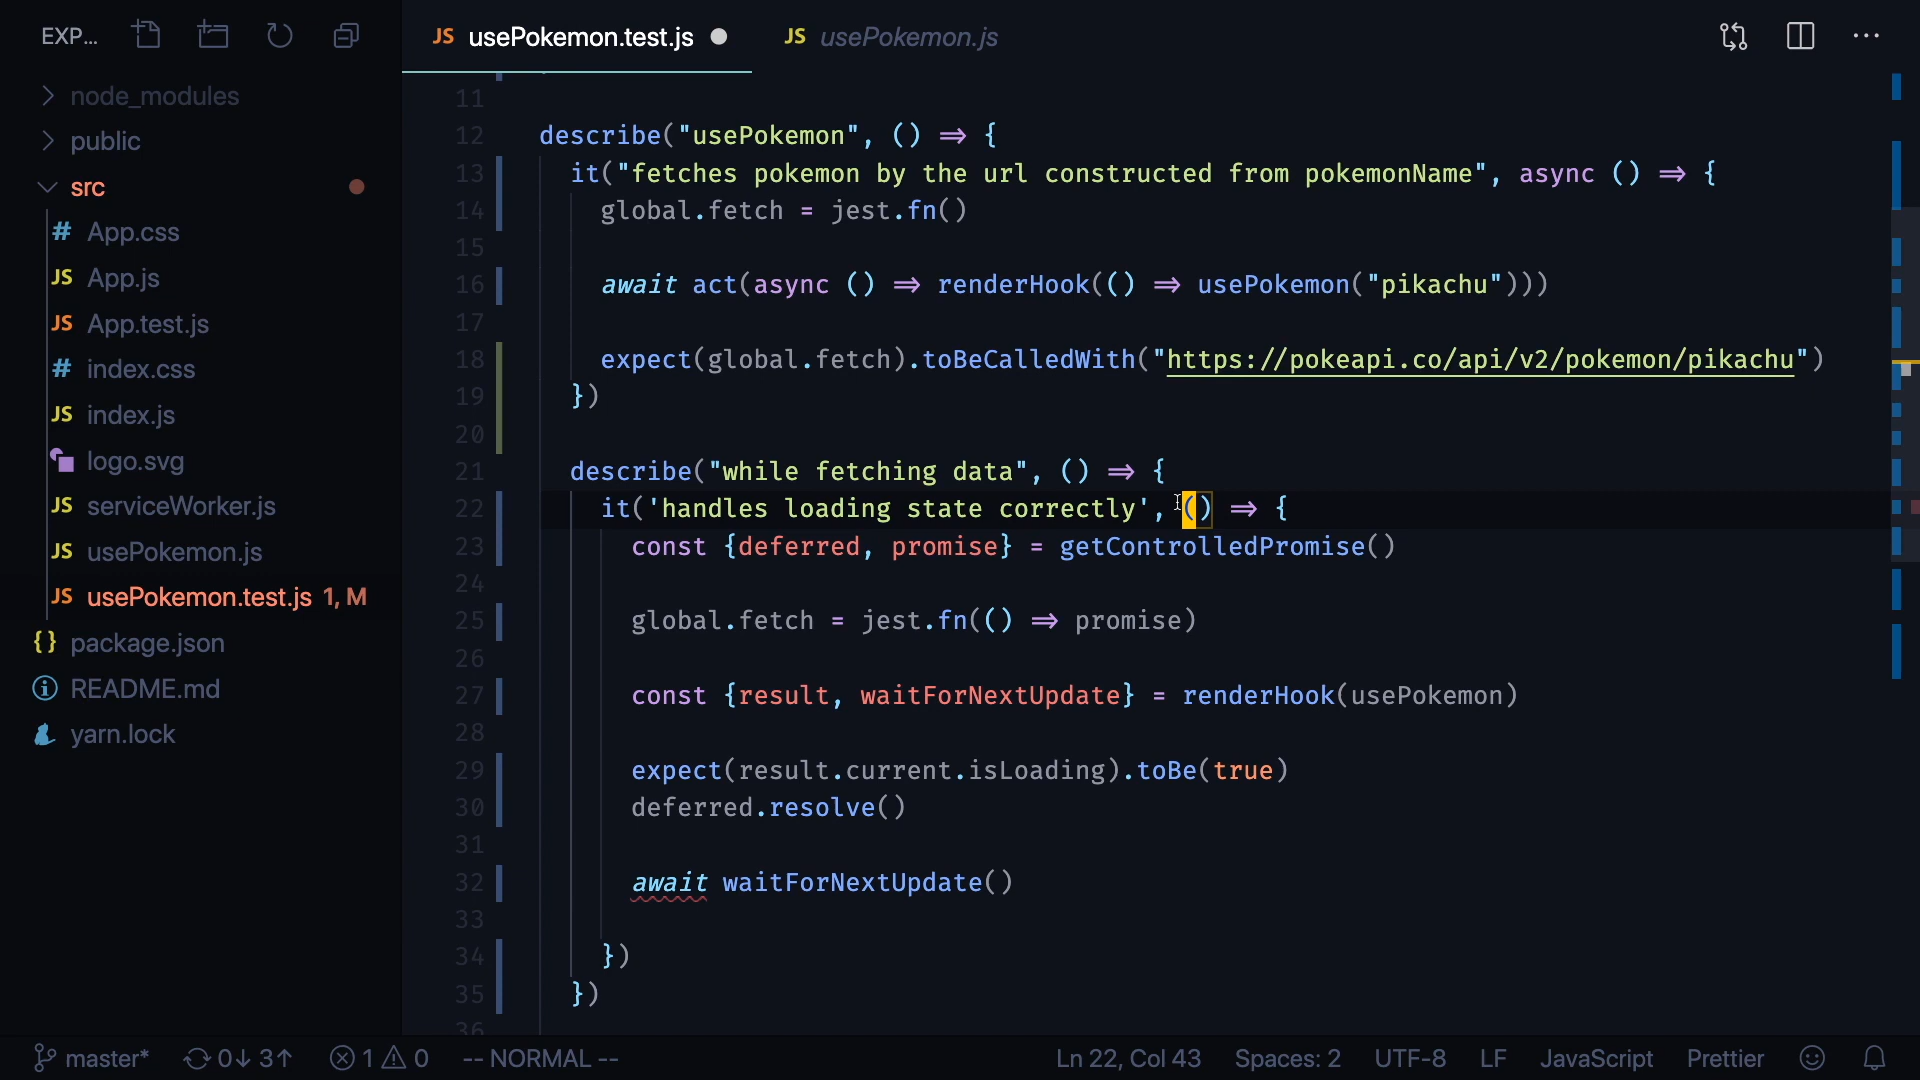 EXP...
JS usePokemon.test.js
JS usePokemon.js
node_modules
public
src
# App.css
JS App.js
JS App.test.js
# index.css
JS index.js
logo.svg
JS serviceWorker.js
JS usePokemon.js
JS usePokemon.test.js 1, M
{} package.json
README.md
yarn.lock
11
12 describe("usePokemon", () => {
13 it("fetches pokemon by the url constructed from pokemonName", async () => {
14 global.fetch = jest.fn()
15
16 await act(async () => renderHook(() => usePokemon("pikachu")))
17
18 expect(global.fetch).toBeCalledWith("https://pokeapi.co/api/v2/pokemon/pikachu")
19 })
20
21 describe("while fetching data", () => {
22 it('handles loading state correctly', () => {
23 const {deferred, promise} = getControlledPromise()
24
25 global.fetch = jest.fn(() => promise)
26
27 const {result, waitForNextUpdate} = renderHook(usePokemon)
28
29 expect(result.current.isLoading).toBe(true)
30 deferred.resolve()
31
32 await waitForNextUpdate()
33
34 })
35 })
36
master* 0↓ 3↑ 1 0 -- NORMAL -- Ln 22, Col 43 Spaces: 2 UTF-8 LF JavaScript Prettier